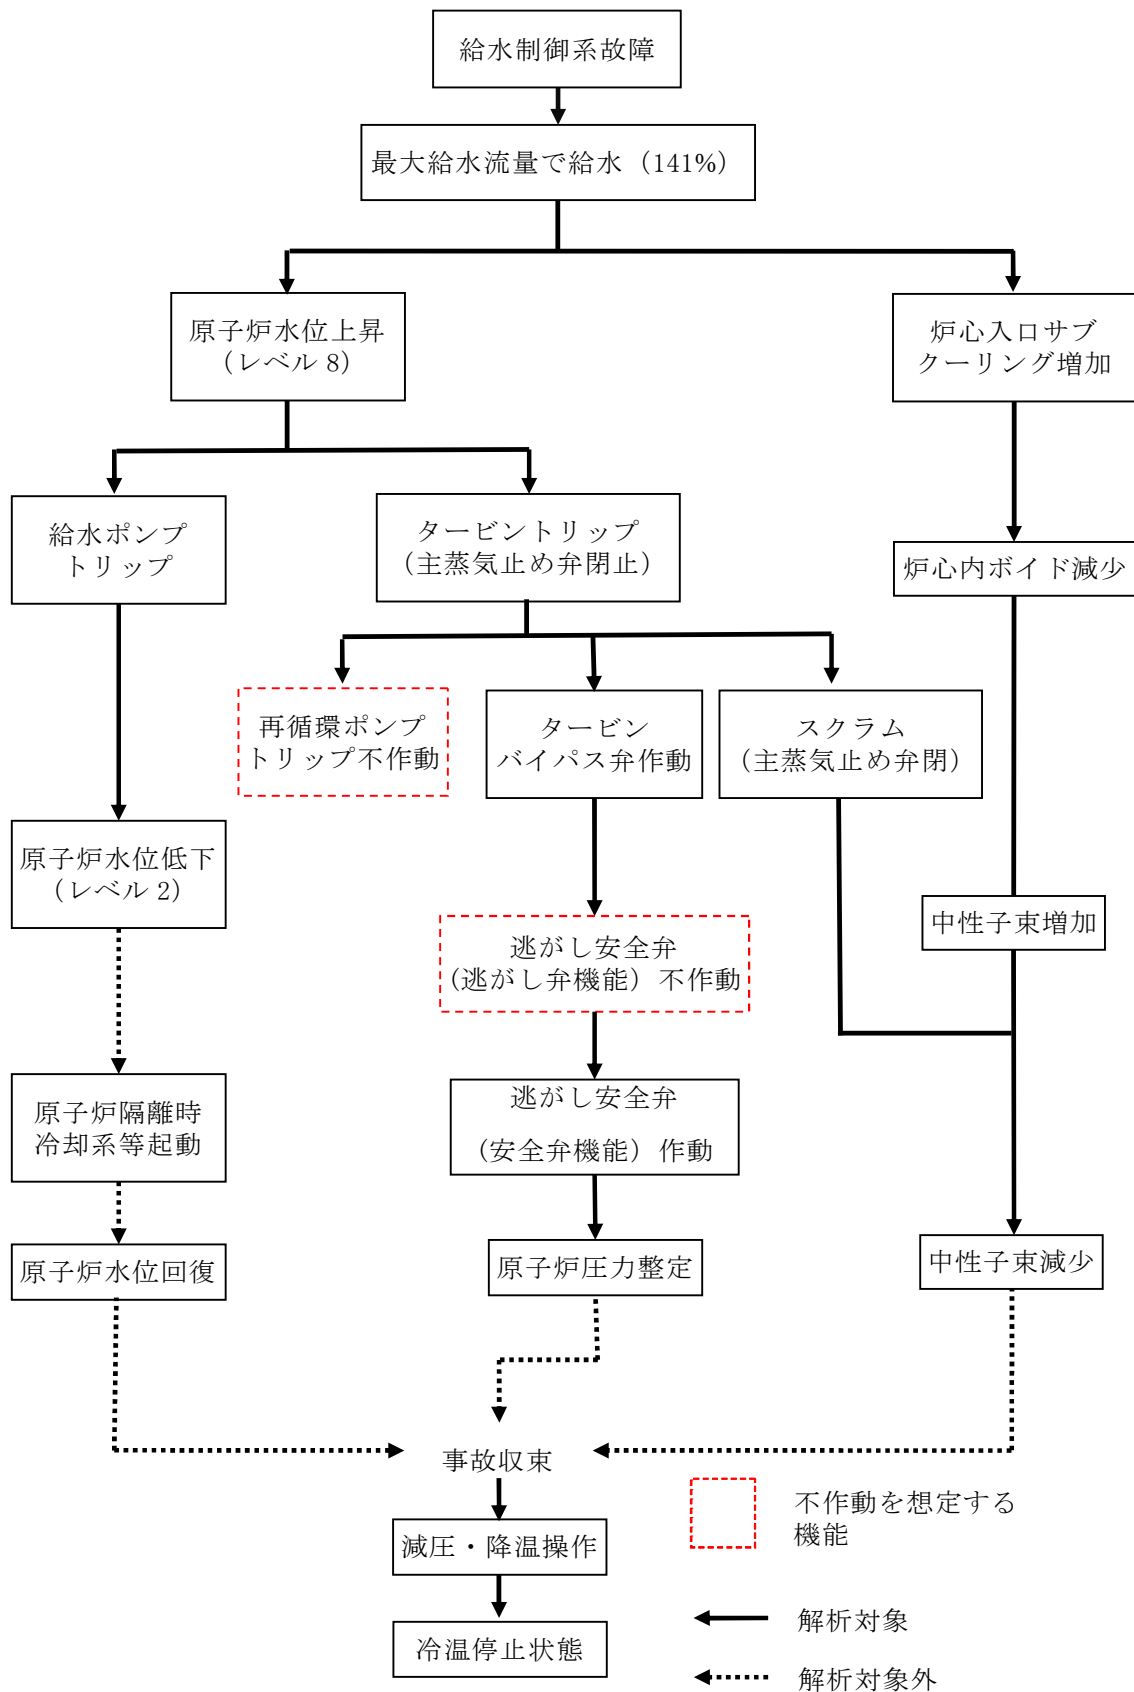 給水制御系故障
最大給水流量で給水（141%）
原子炉水位上昇
（レベル 8）
炉心入口サブ
クーリング増加
給水ポンプ
トリップ
タービントリップ
（主蒸気止め弁閉止）
炉心内ボイド減少
再循環ポンプ
トリップ不作動
タービン
バイパス弁作動
スクラム
（主蒸気止め弁閉）
原子炉水位低下
（レベル 2）
中性子束増加
逃がし安全弁
（逃がし弁機能）不作動
原子炉隔離時
冷却系等起動
逃がし安全弁
（安全弁機能）作動
原子炉水位回復
原子炉圧力整定
中性子束減少
事故収束
減圧・降温操作
冷温停止状態
不作動を想定する
機能
解析対象
解析対象外